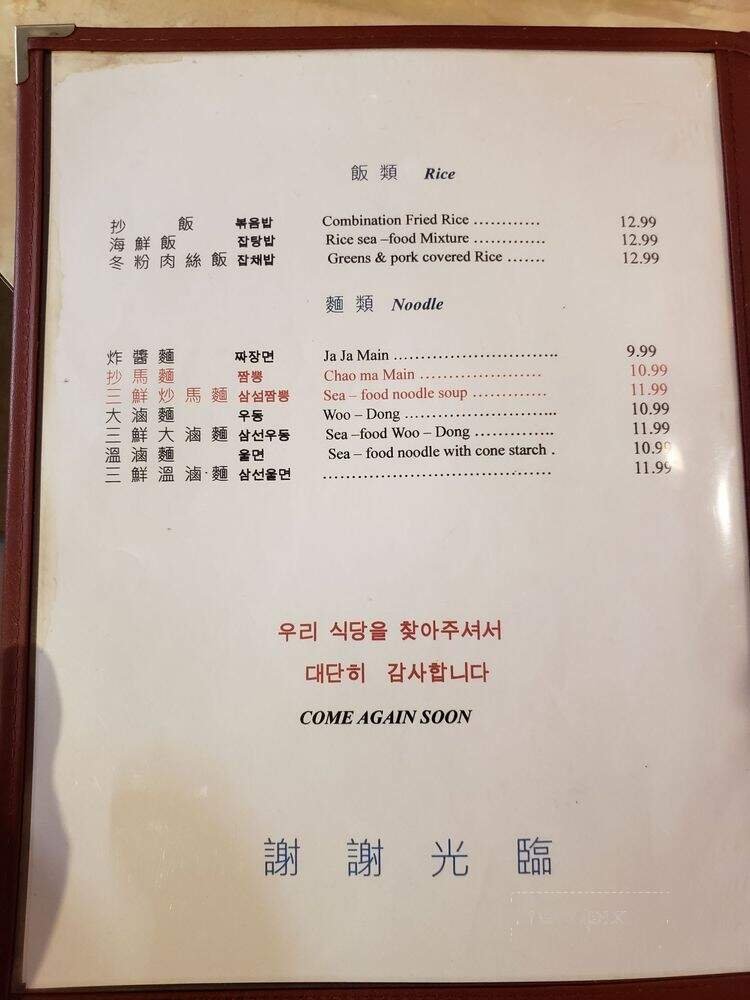 飯 類 Rice
抄 飯 볶음밥 Combination Fried Rice ............ 12.99
海 鮮 飯 잡탕밥 Rice sea –food Mixture ............. 12.99
冬 粉 肉 絲 飯 잡채밥 Greens & pork covered Rice ....... 12.99
麵 類 Noodle
炸 醬 麵 짜장면 Ja Ja Main ............................. 9.99
抄 馬 麵 짬뽕 Chao ma Main ...................... 10.99
三 鮮 炒 馬 麵 삼섬짬뽕 Sea – food noodle soup ............. 11.99
大 滷 麵 우동 Woo – Dong ........................... 10.99
三 鮮 大 滷 麵 삼선우동 Sea –food Woo – Dong .............. 11.99
溫 滷 麵 울면 Sea – food noodle with cone starch . 10.99
三 鮮 溫 滷·麵 삼선울면 ........................................ 11.99
우리 식당을 찾아주셔서
대단히 감사합니다
COME AGAIN SOON
謝 謝 光 臨